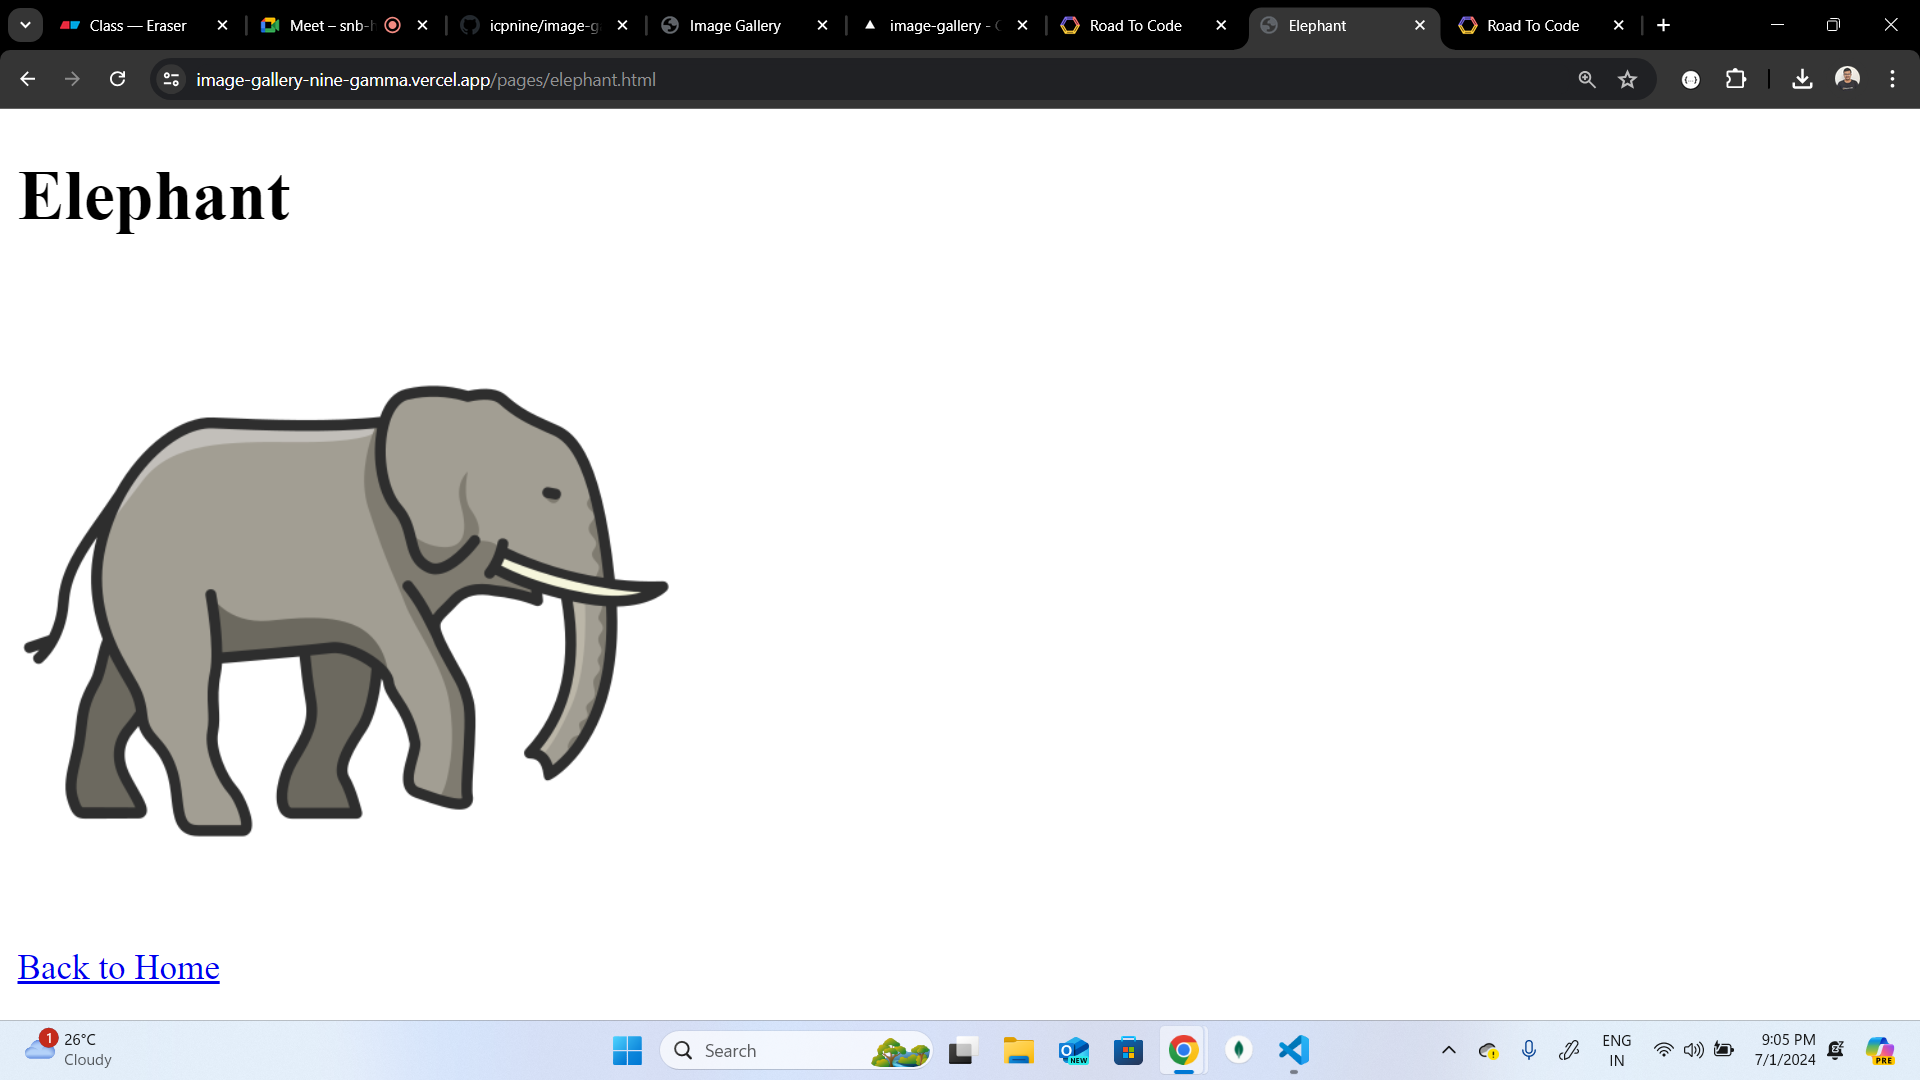 Class — Eraser
Meet – snb-h
icpnine/image-g
Image Gallery
image-gallery -
Road To Code
Elephant
Road To Code
image-gallery-nine-gamma.vercel.app/pages/elephant.html
Elephant
Back to Home
1
26°C
Cloudy
Search
NEW
ENG
IN
9:05 PM
7/1/2024
PRE